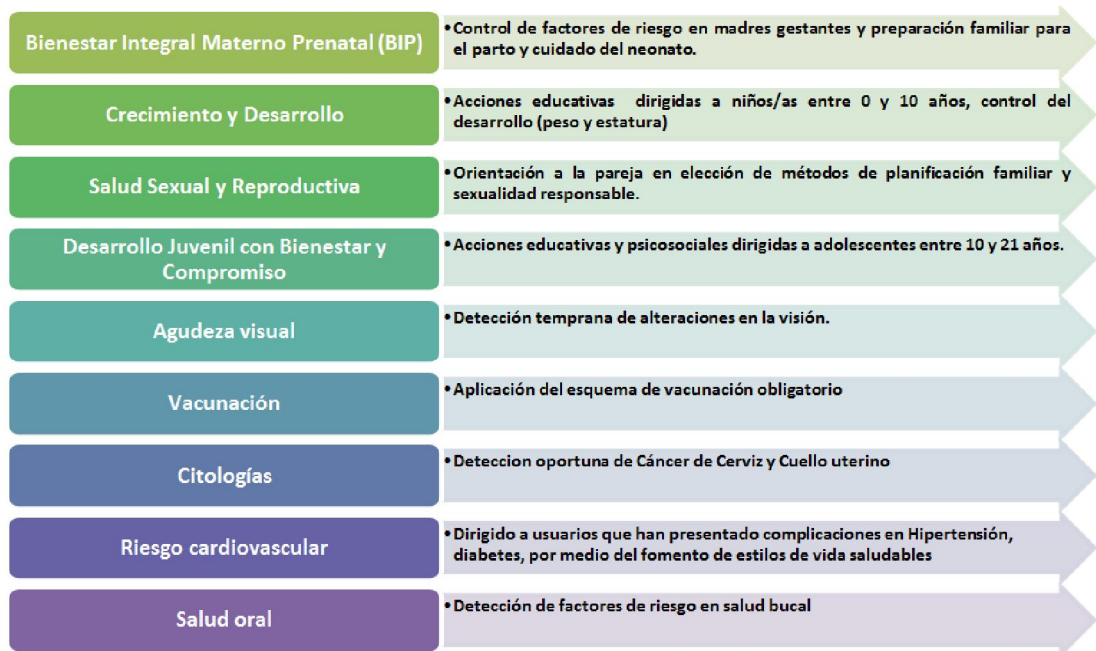 Bienestar Integral Materno Prenatal (BIP)
•Control de factores de riesgo en madres gestantes y preparación familiar para
el parto y cuidado del neonato.
Crecimiento y Desarrollo
•Acciones educativas dirigidas a niños/as entre 0 y 10 años, control del
desarrollo (peso y estatura)
Salud Sexual y Reproductiva
•Orientación a la pareja en elección de métodos de planificación familiar y
sexualidad responsable.
Desarrollo Juvenil con Bienestar y
Compromiso
•Acciones educativas y psicosociales dirigidas a adolescentes entre 10 y 21 años.
Agudeza visual
•Detección temprana de alteraciones en la visión.
Vacunación
•Aplicación del esquema de vacunación obligatorio
Citologías
•Deteccion oportuna de Cáncer de Cerviz y Cuello uterino
Riesgo cardiovascular
•Dirigido a usuarios que han presentado complicaciones en Hipertensión,
diabetes, por medio del fomento de estilos de vida saludables
Salud oral
•Detección de factores de riesgo en salud bucal